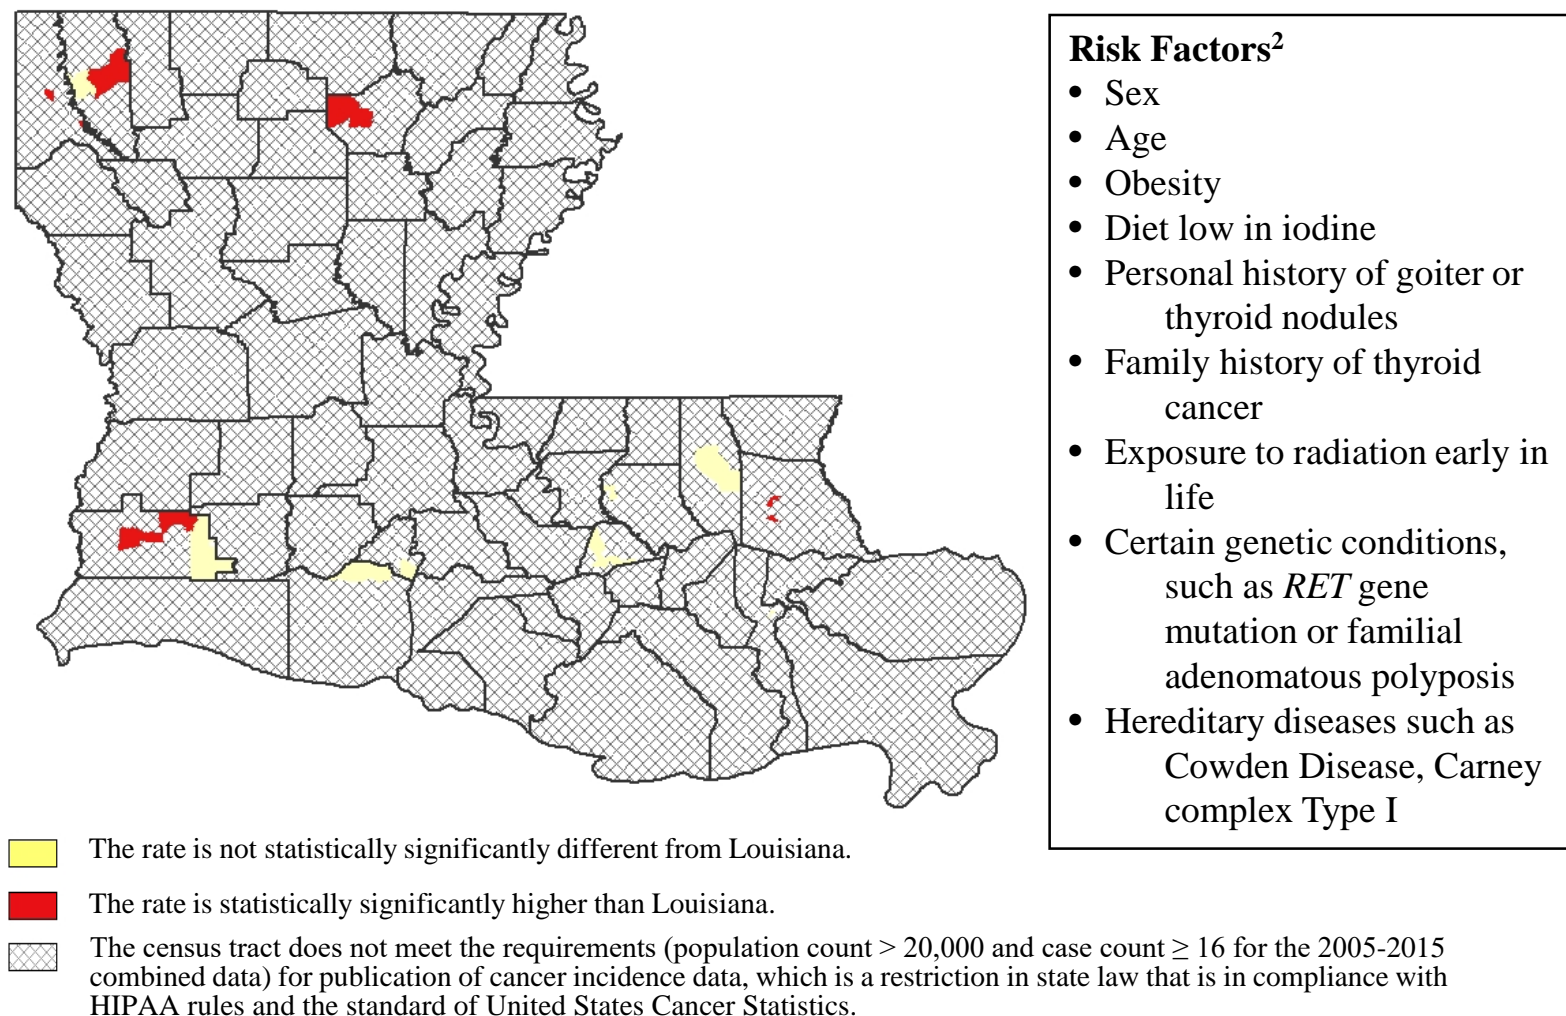 Risk Factors²
• Sex
• Age
• Obesity
• Diet low in iodine
• Personal history of goiter or
thyroid nodules
• Family history of thyroid
cancer
• Exposure to radiation early in
life
• Certain genetic conditions,
such as RET gene
mutation or familial
adenomatous polyposis
• Hereditary diseases such as
Cowden Disease, Carney
complex Type I
The rate is not statistically significantly different from Louisiana.
The rate is statistically significantly higher than Louisiana.
The census tract does not meet the requirements (population count > 20,000 and case count ≥ 16 for the 2005-2015
combined data) for publication of cancer incidence data, which is a restriction in state law that is in compliance with
HIPAA rules and the standard of United States Cancer Statistics.